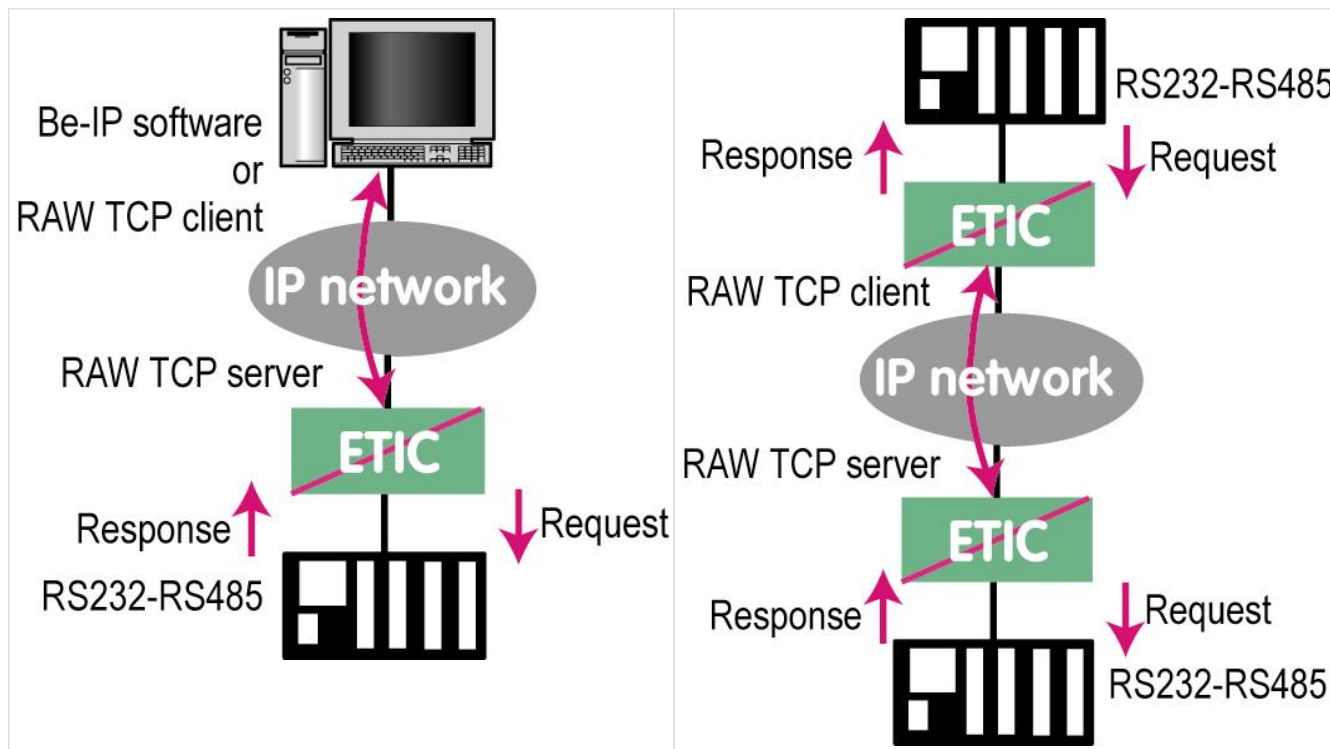 Be-IP software
or
RAW TCP client
IP network
RAW TCP server
ETIC
Response
Request
RS232-RS485
RS232-RS485
Response
Request
ETIC
RAW TCP client
IP network
RAW TCP server
ETIC
Response
Request
RS232-RS485